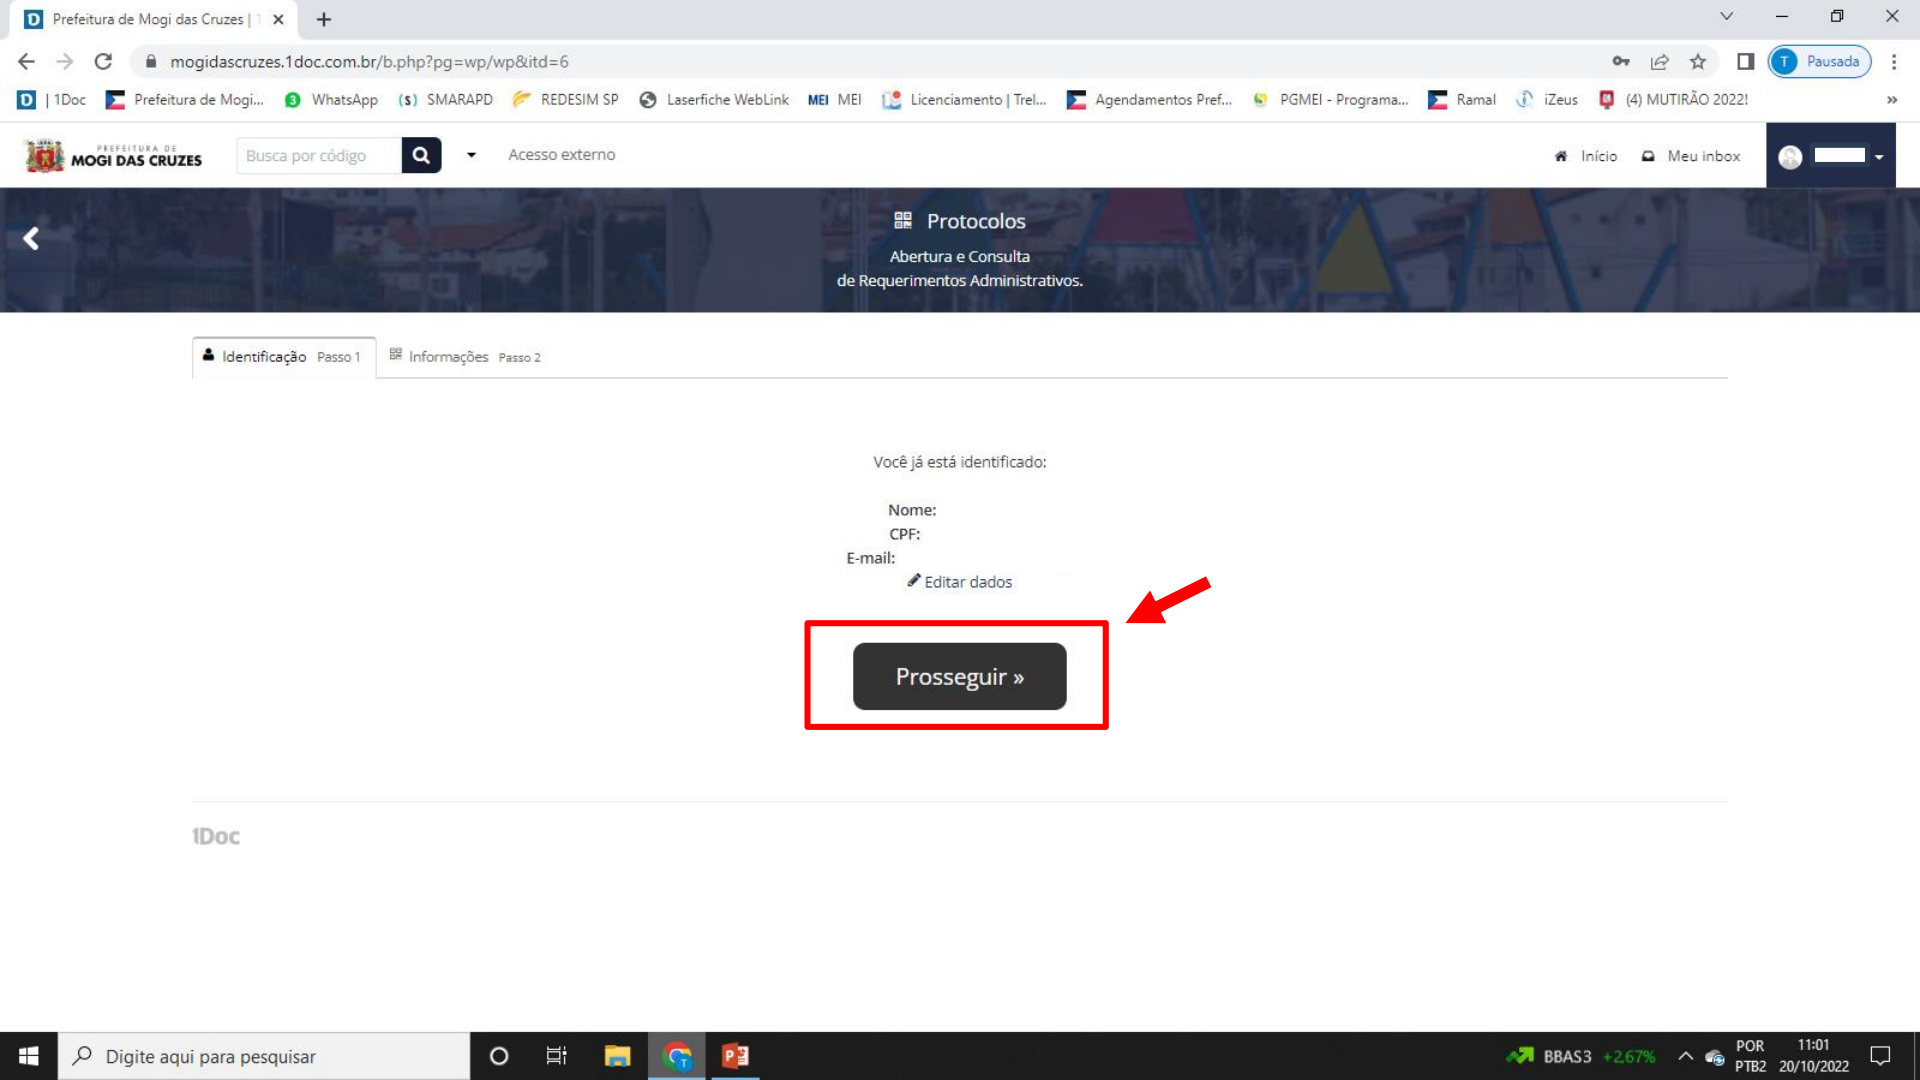 Prefeitura de Mogi das Cruzes | 1
mogidascruzes.1doc.com.br/b.php?pg=wp/wp&itd=6
Pausada
| 1Doc Prefeitura de Mogi... WhatsApp (s) SMARAPD REDESIM SP Laserfiche WebLink MEI MEI Licenciamento | Trel... Agendamentos Pref... PGMEI - Programa... Ramal iZeus (4) MUTIRÃO 2022! »
PREFEITURA DE
MOGI DAS CRUZES
Busca por código
Acesso externo
Início Meu inbox
Protocolos
Abertura e Consulta
de Requerimentos Administrativos.
Identificação Passo 1 Informações Passo 2
Você já está identificado:
Nome:
CPF:
E-mail:
Editar dados
Prosseguir »
1Doc
Digite aqui para pesquisar
BBAS3 +2,67%
POR
PTB2
11:01
20/10/2022